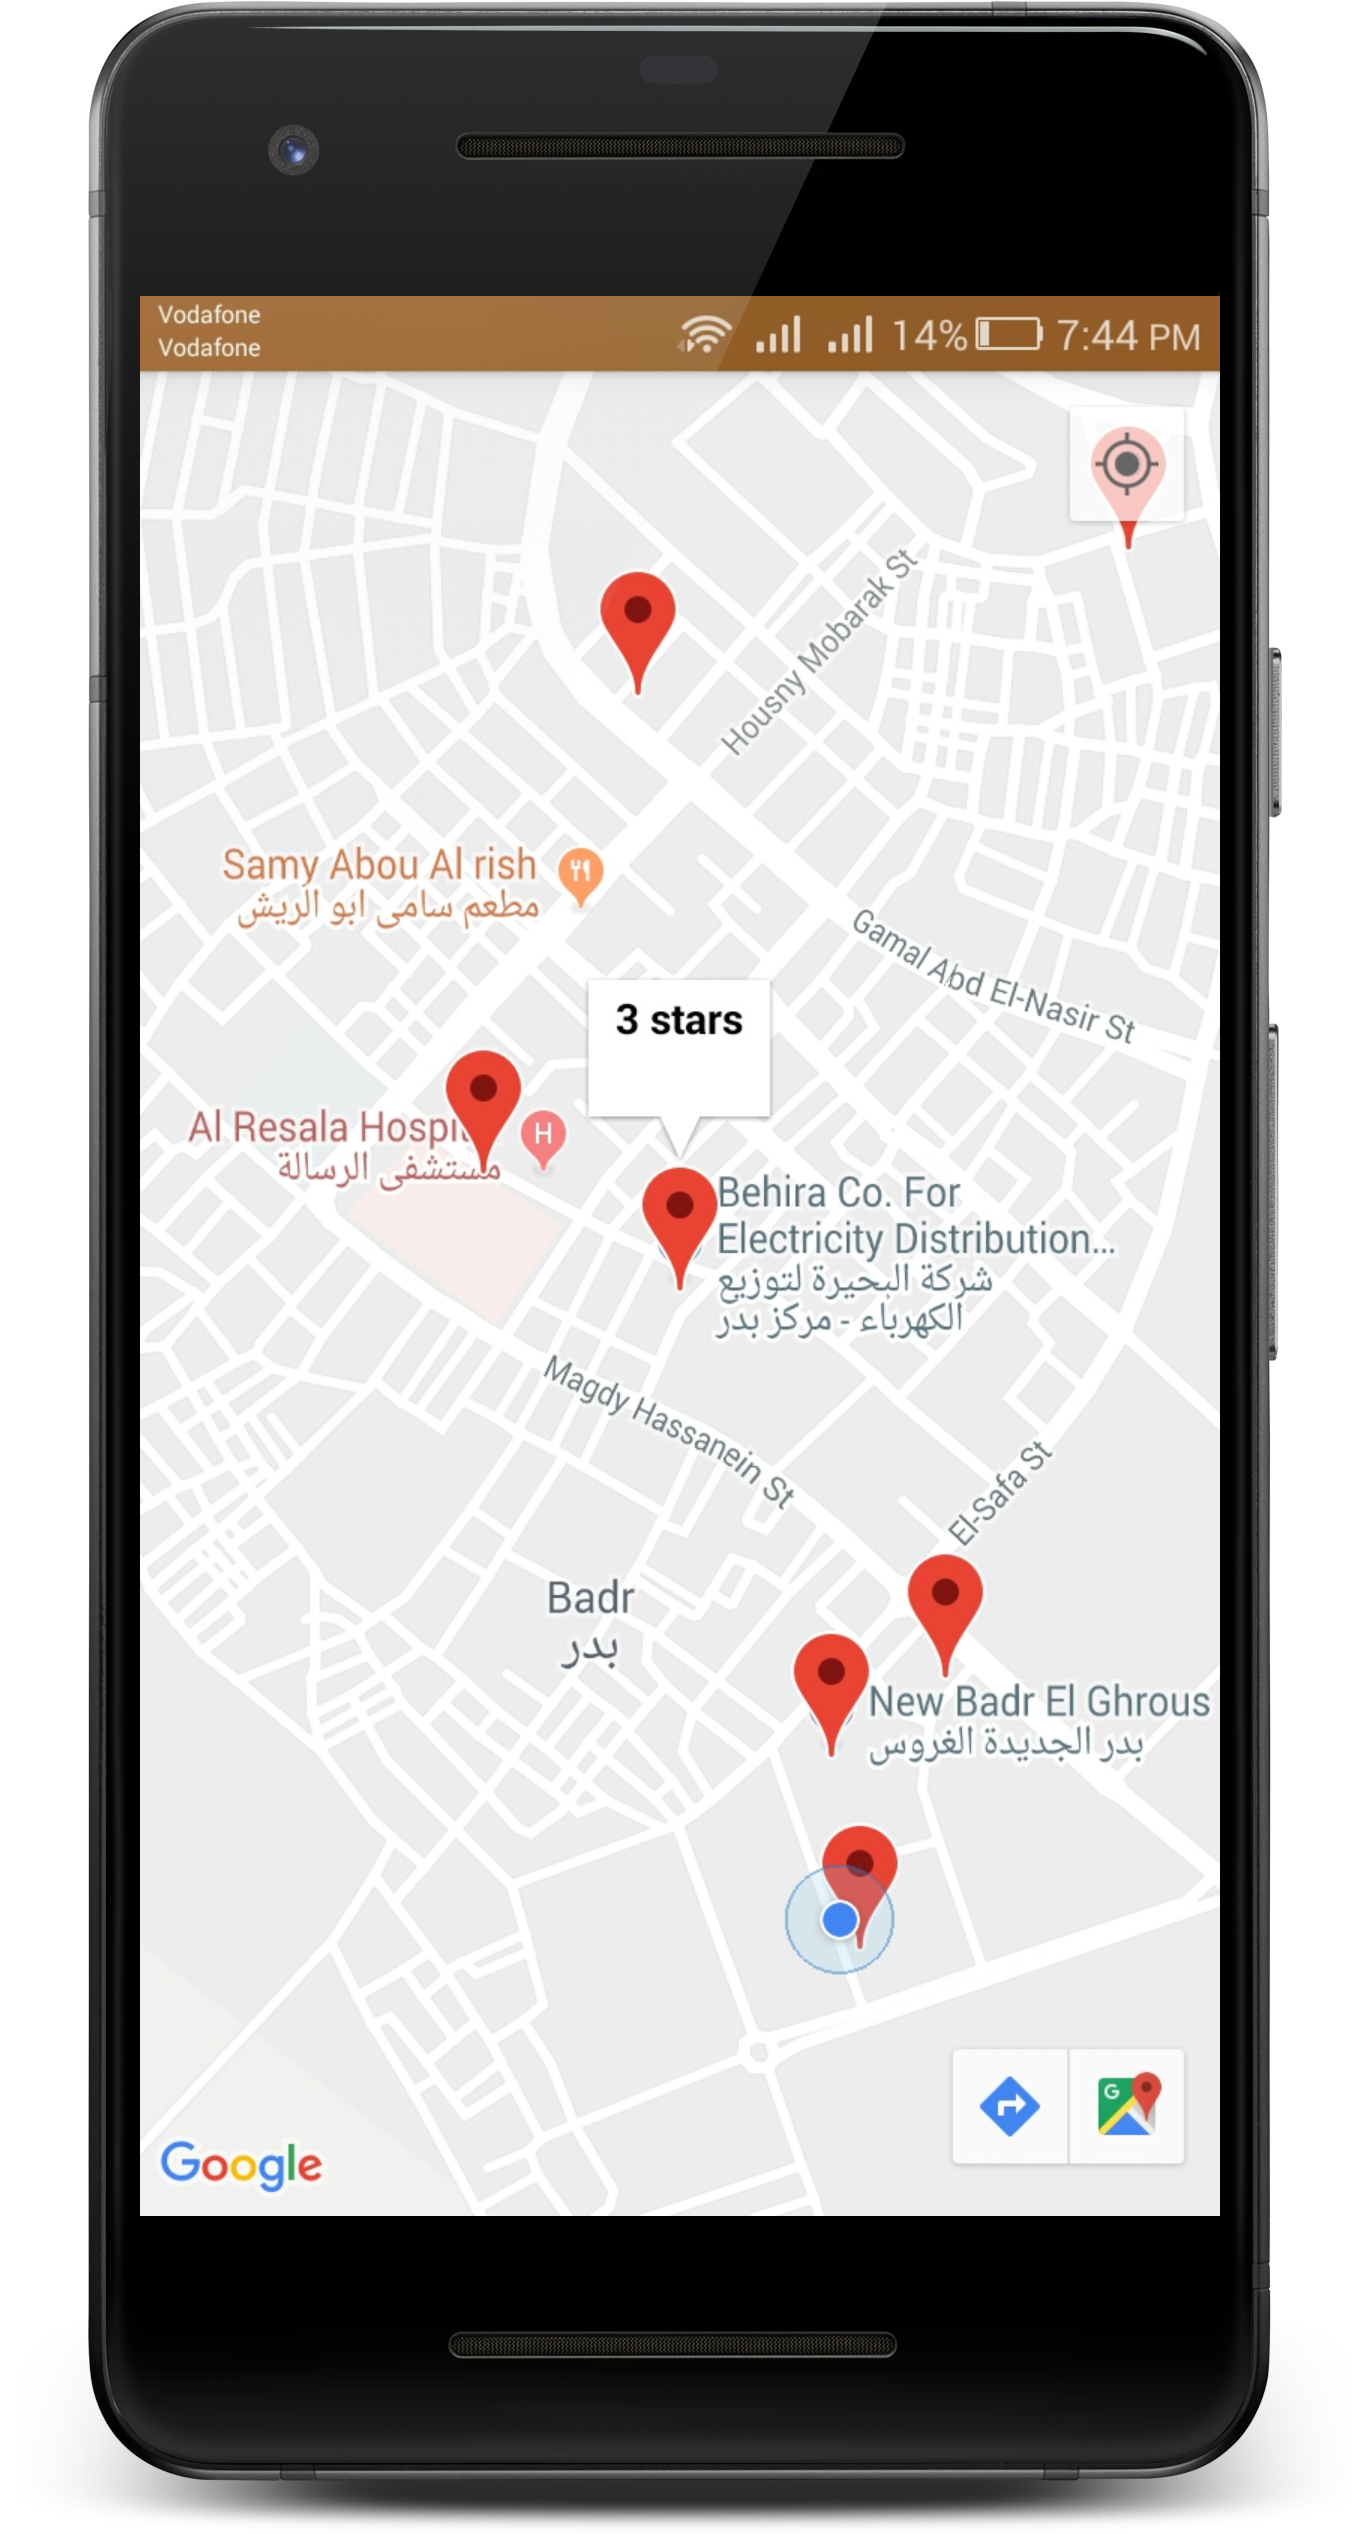 Vodafone
Vodafone
14% 7:44 PM
Housny Mobarak St
Samy Abou Al rish
مطعم سامى ابو الريش
Gamal Abd El-Nasir St
3 stars
Al Resala
مستشفى الرسالة
H
Behira Co. For
Electricity Distribution...
شركة البحيرة لتوزيع
الكهرباء - مركز بدر
Magdy Hassanein St
El-Safa St
Badr
بدر
New Badr El Ghrous
بدر الجديدة الغروس
G
Google